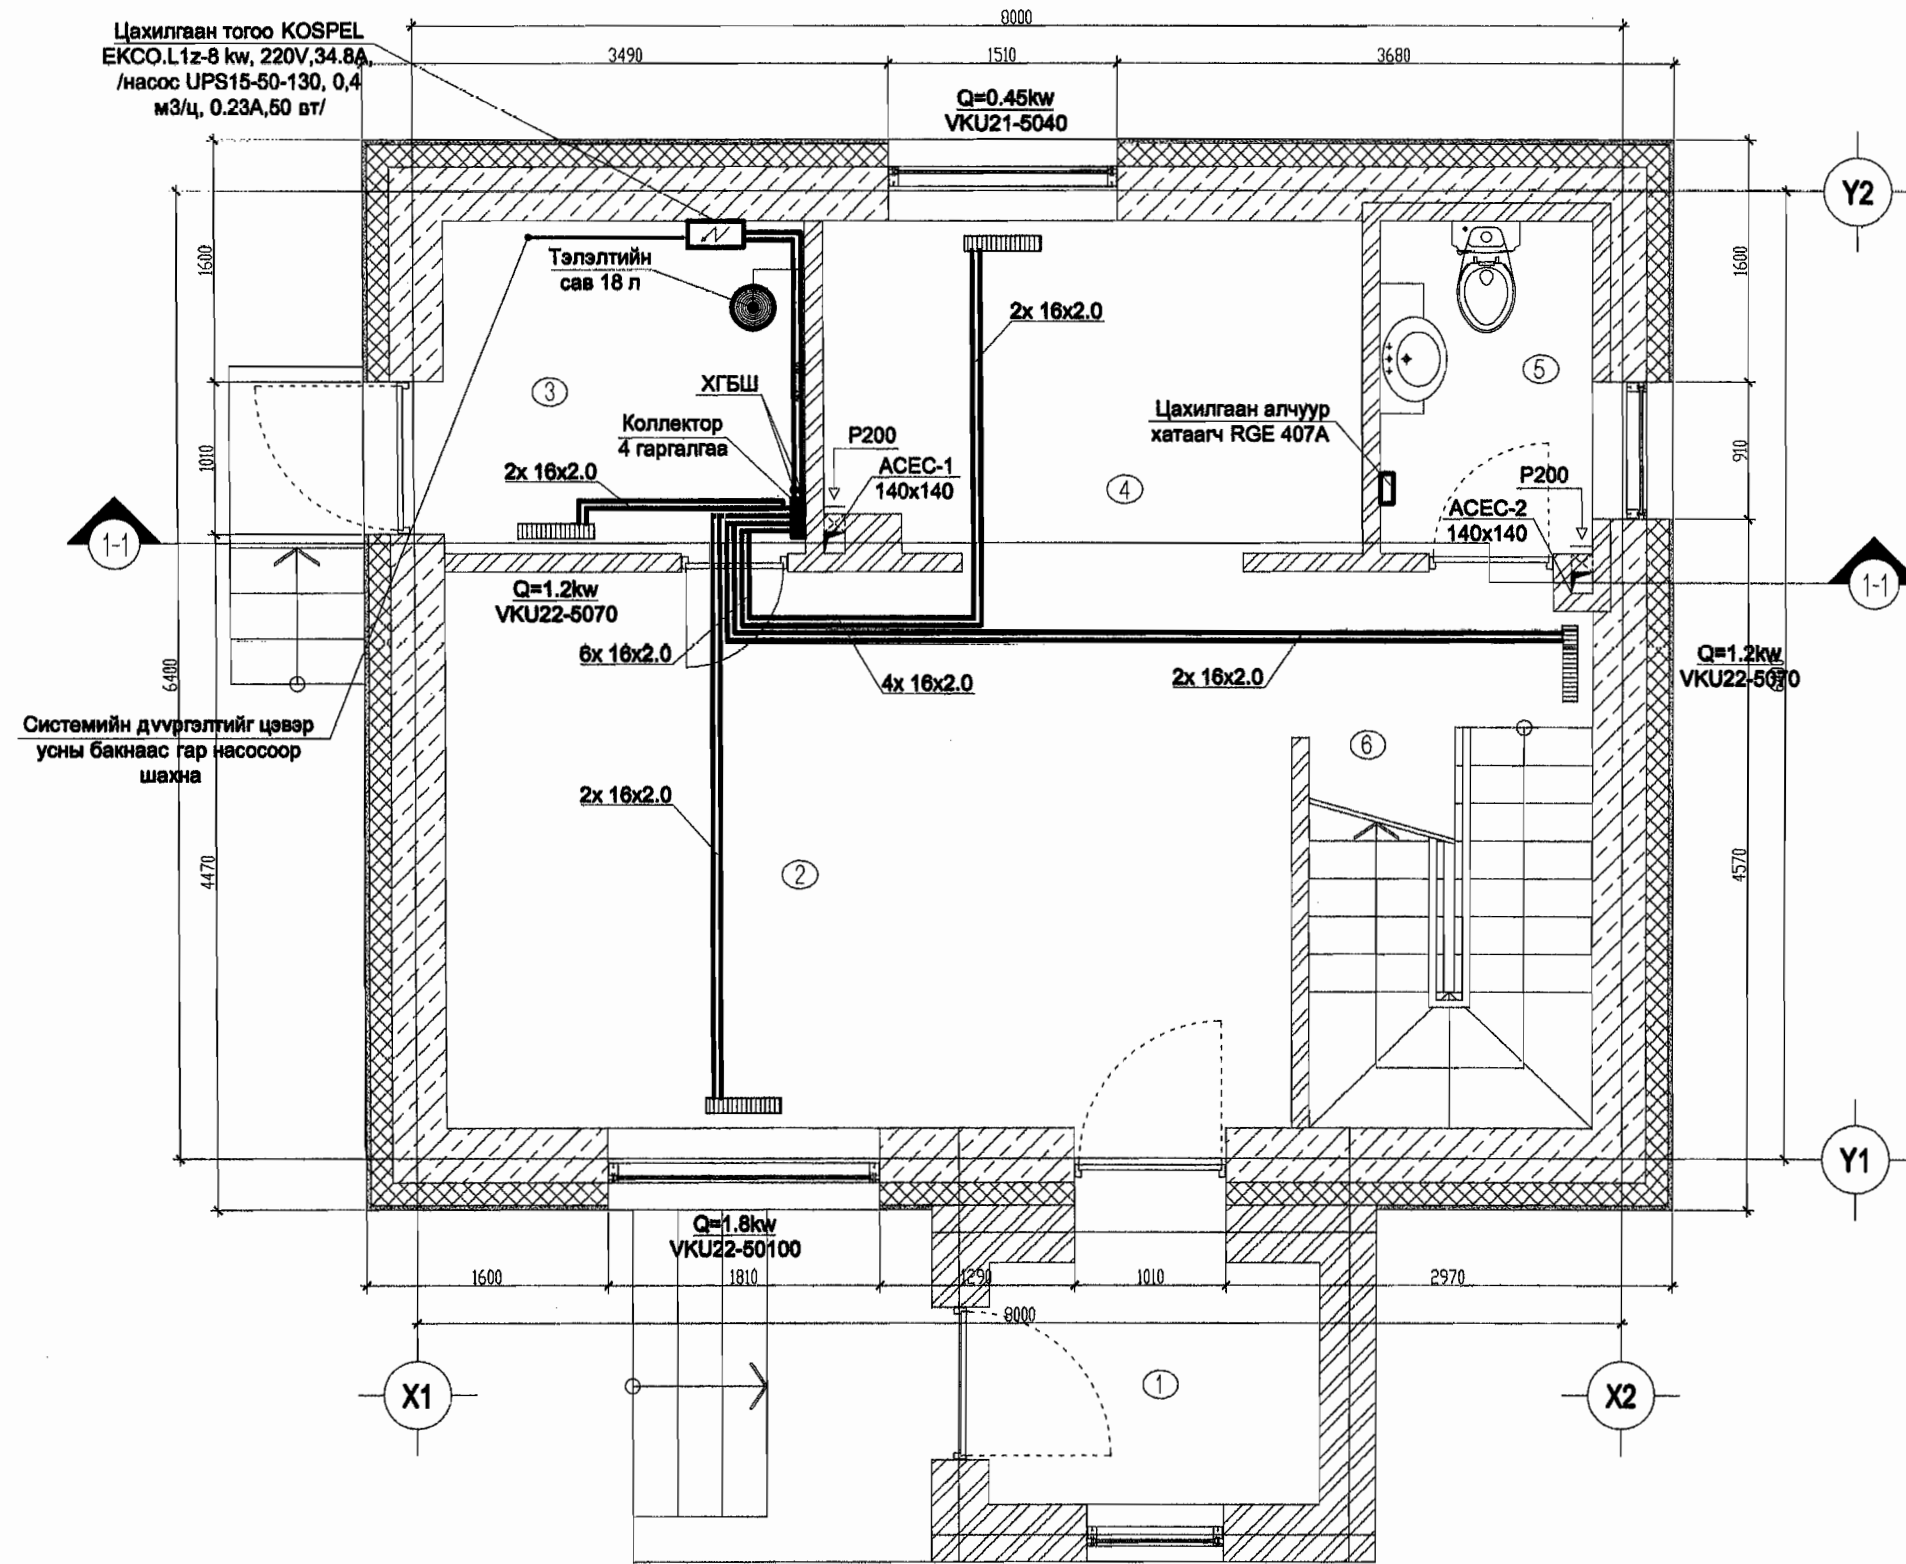 Цахилгаан тогоо KOSPEL
EKCO.L1z-8 kw, 220V,34.8A,
/насос UPS15-50-130, 0,4
м3/ц, 0.23А,50 вт/
8000
3490
1510
3680
Q=0.45kw
VKU21-5040
Y2
1600
1600
Тэлэлтийн
сав 18 л
2x 16x2.0
3
ХГБШ
5
Коллектор
4 гаргалгаа
P200
Цахилгаан алчуур
хатаагч RGE 407A
1010
910
2x 16x2.0
ACEC-1
140x140
4
P200
ACEC-2
140x140
1-1
1-1
Q=1.2kw
VKU22-5070
6x 16x2.0
4x 16x2.0
2x 16x2.0
Q=1.2kw
VKU22-5070
6400
Системийн дvvргэлтийг цэвэр
усны бакнаас гар насосоор
шахна
6
2x 16x2.0
4470
2
4570
Y1
Q=1.8kw
VKU22-50100
1600
1810
1290
1010
2970
8000
X1
1
X2